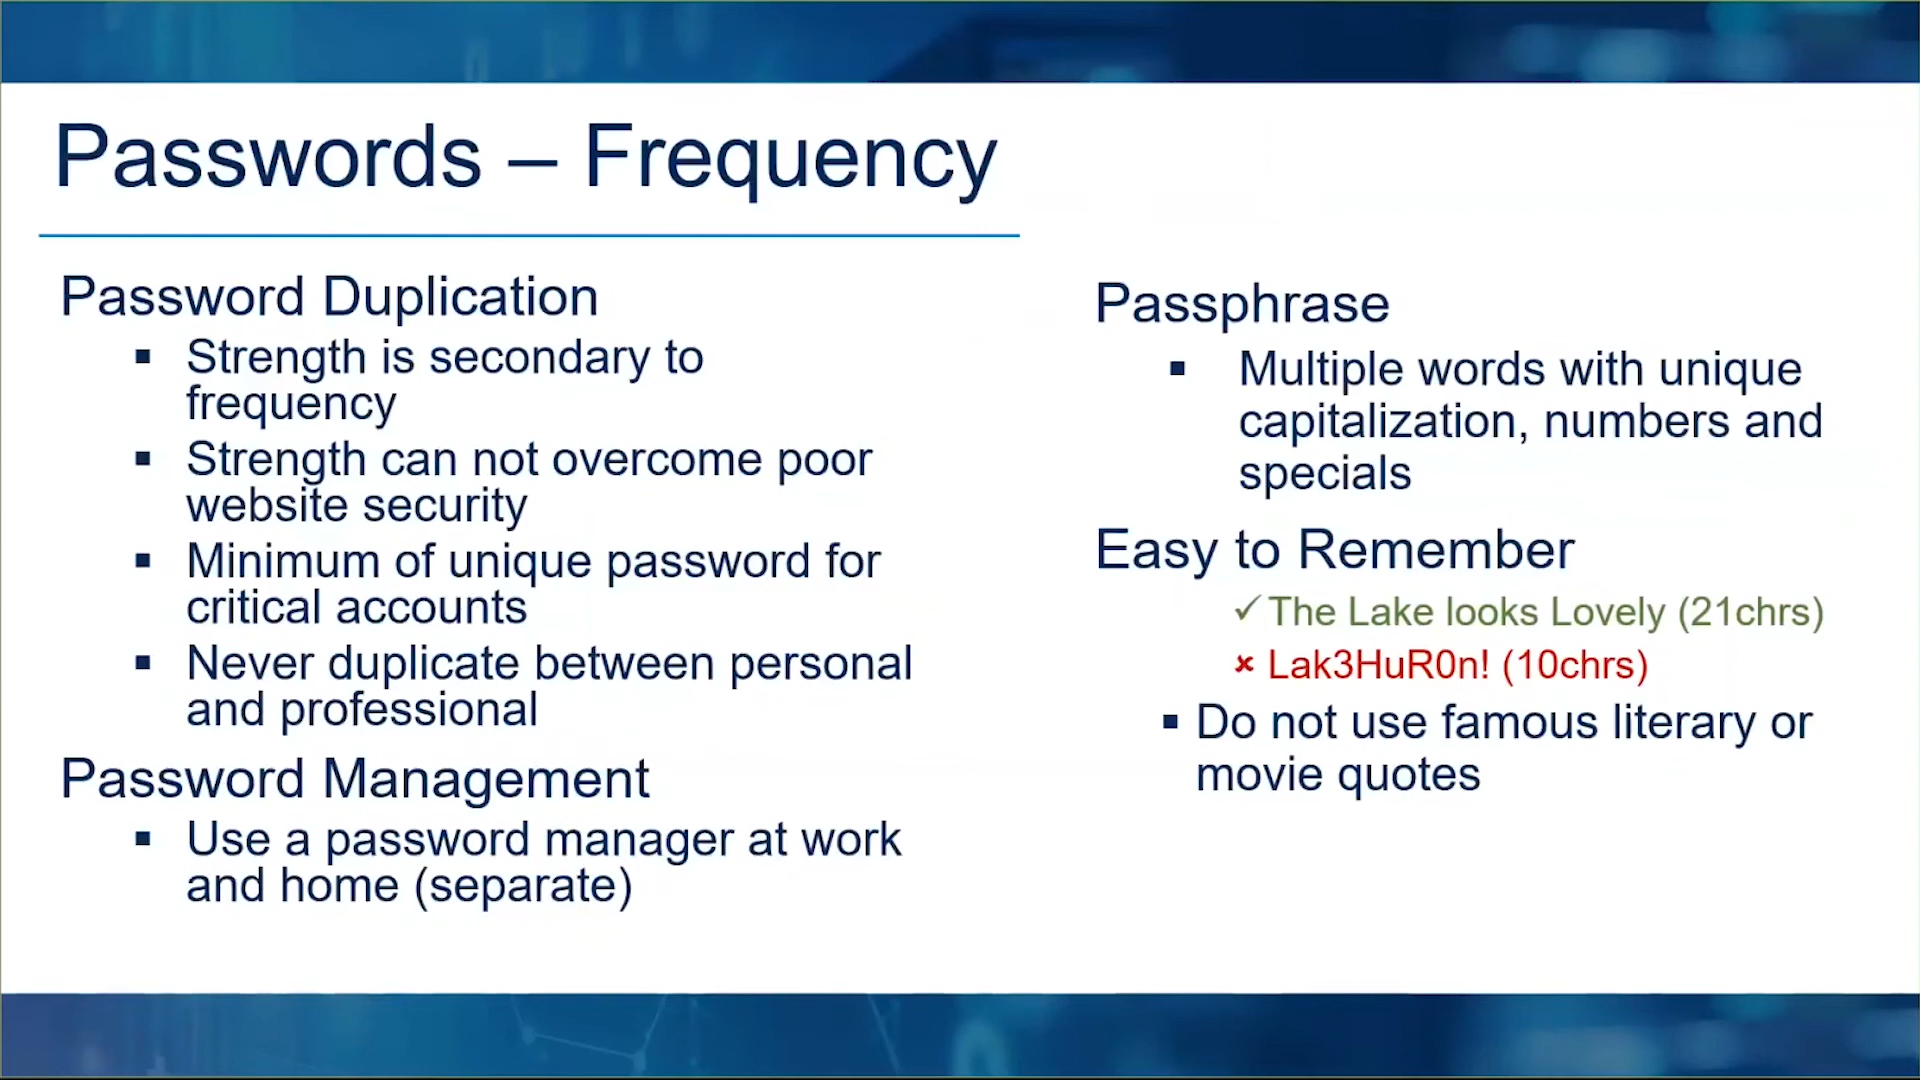 Passwords – Frequency
Password Duplication
▪ Strength is secondary to
frequency
▪ Strength can not overcome poor
website security
▪ Minimum of unique password for
critical accounts
▪ Never duplicate between personal
and professional
Password Management
▪ Use a password manager at work
and home (separate)
Passphrase
▪ Multiple words with unique
capitalization, numbers and
specials
Easy to Remember
✓ The Lake looks Lovely (21chrs)
✘ Lak3HuR0n! (10chrs)
▪ Do not use famous literary or
movie quotes